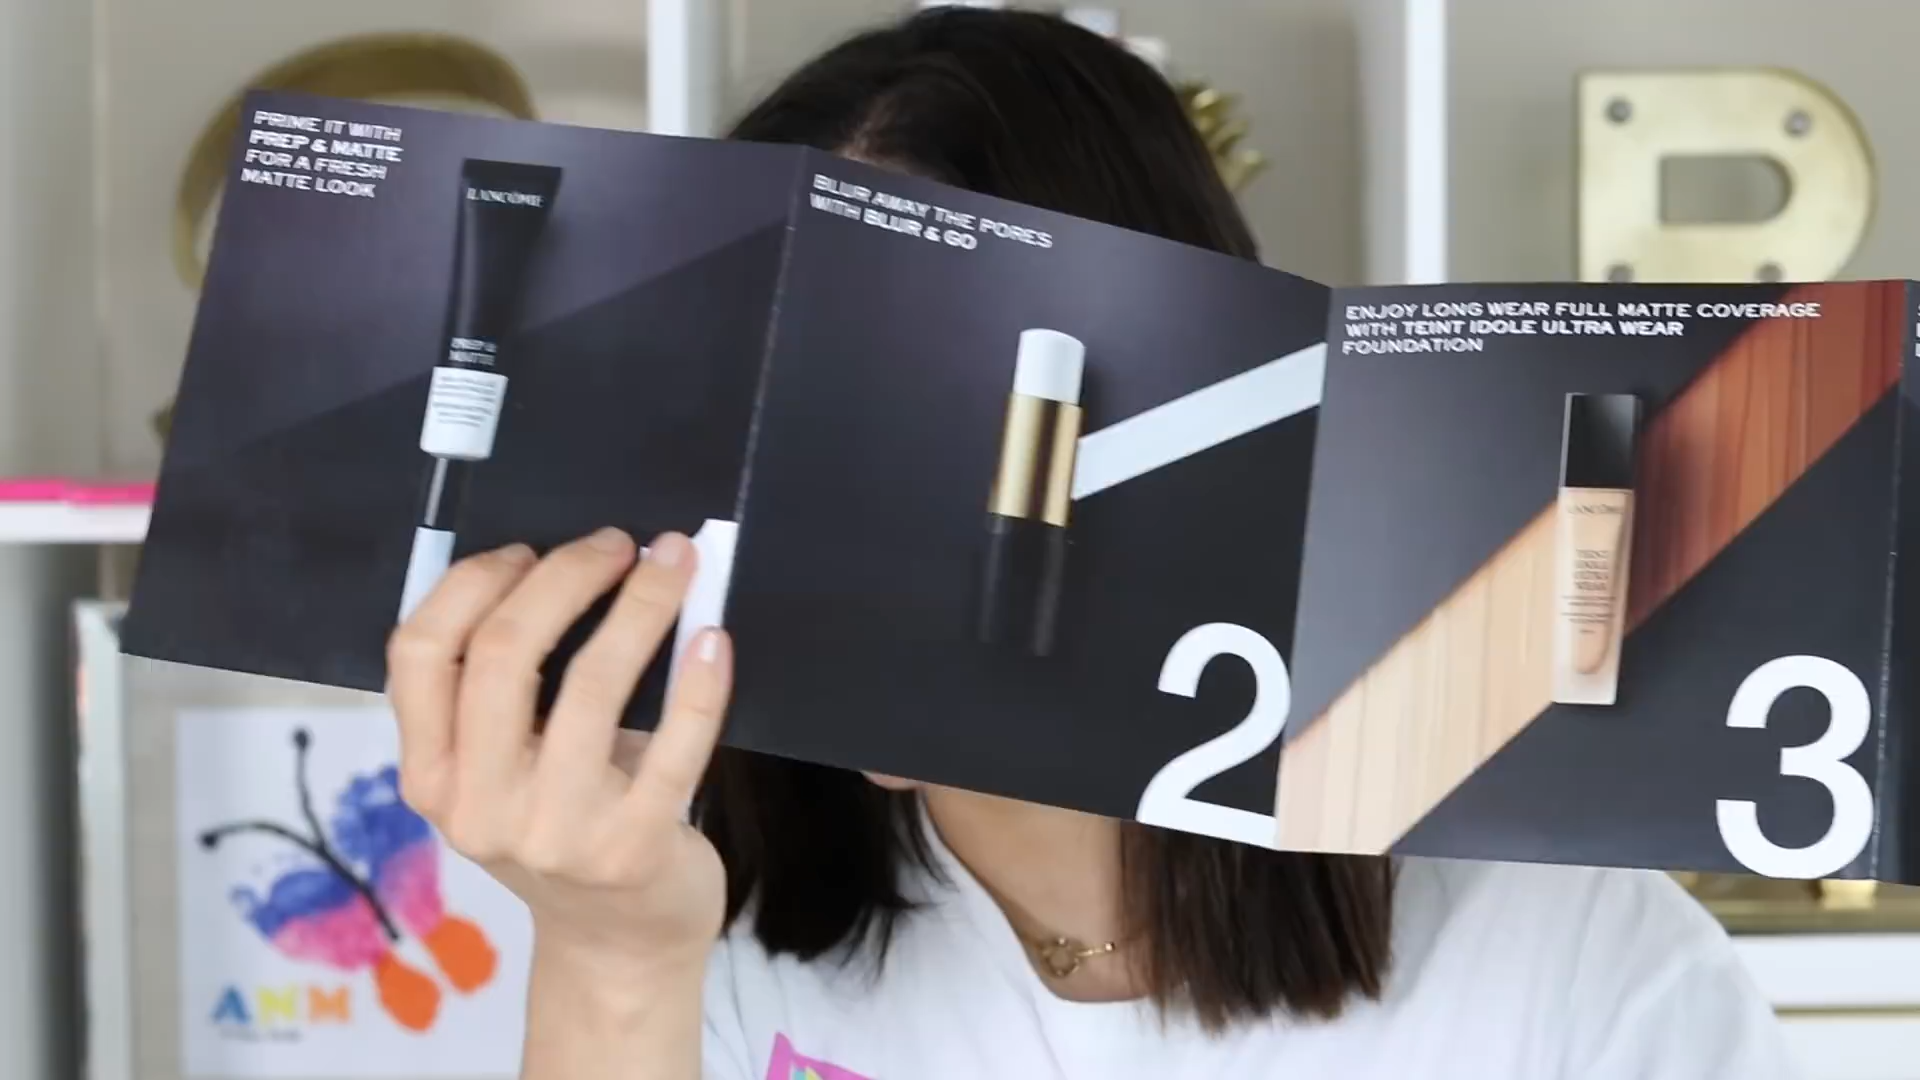 PRIME IT WITH
PREP & MATTE
FOR A FRESH
MATTE LOOK
LANCÔME
PREP &
MATTE
BLUR AWAY THE PORES
WITH BLUR & GO
2
ENJOY LONG WEAR FULL MATTE COVERAGE
WITH TEINT IDOLE ULTRA WEAR
FOUNDATION
LANCÔME
TEINT
IDOLE
ULTRA
WEAR
3
ANM